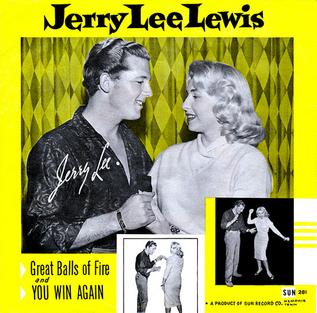 Jerry Lee Lewis
Jerry Lee.
Great Balls of Fire
and
YOU WIN AGAIN
SUN 281
A PRODUCT OF SUN RECORD CO. MEMPHIS, TENN